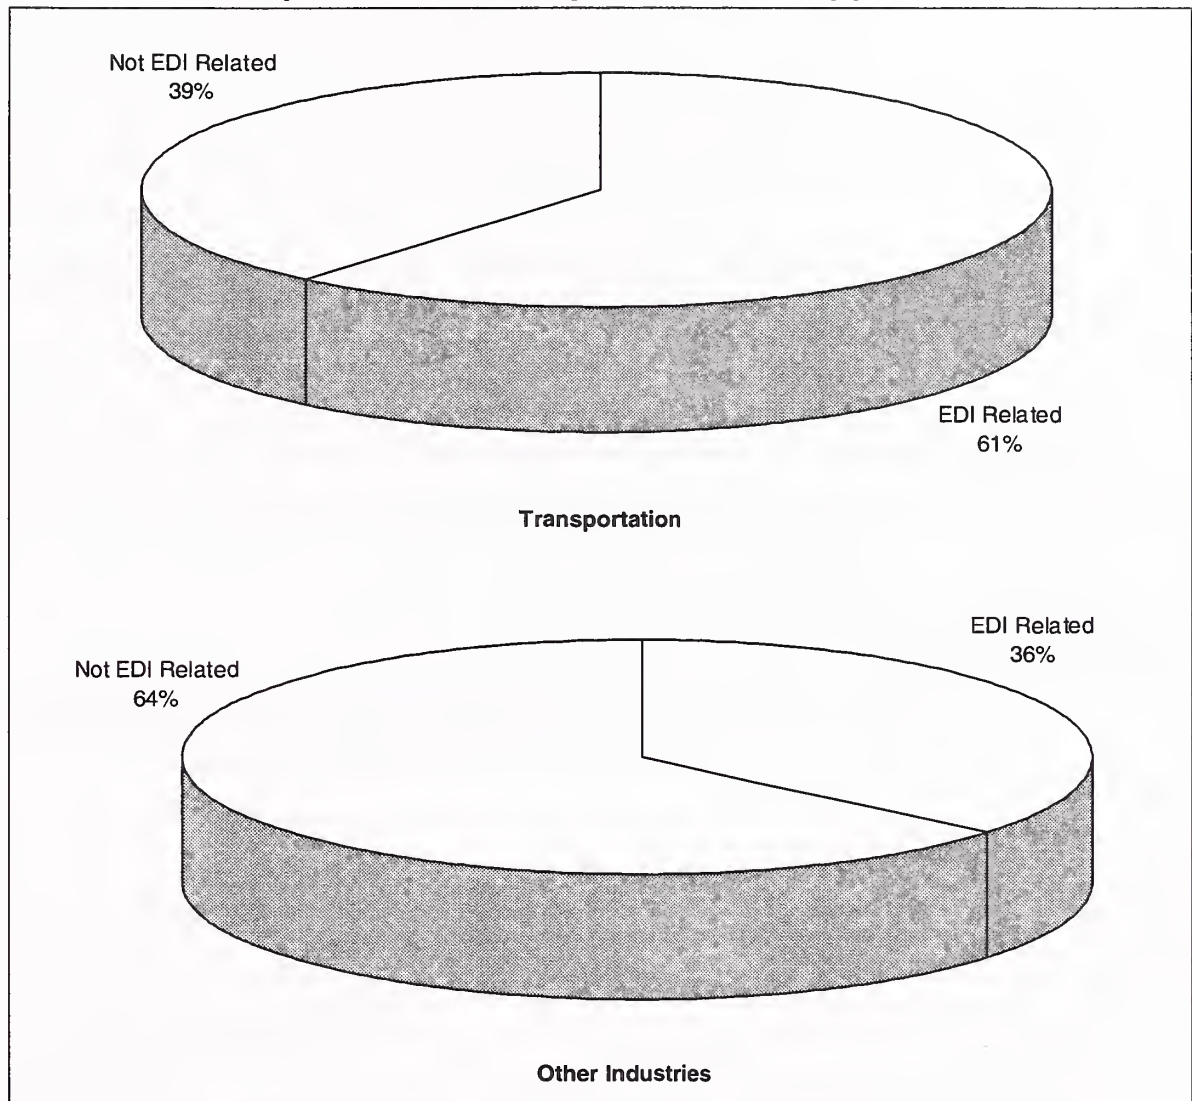 Not EDI Related
39%
EDI Related
61%
Transportation
EDI Related
36%
Not EDI Related
64%
Other Industries